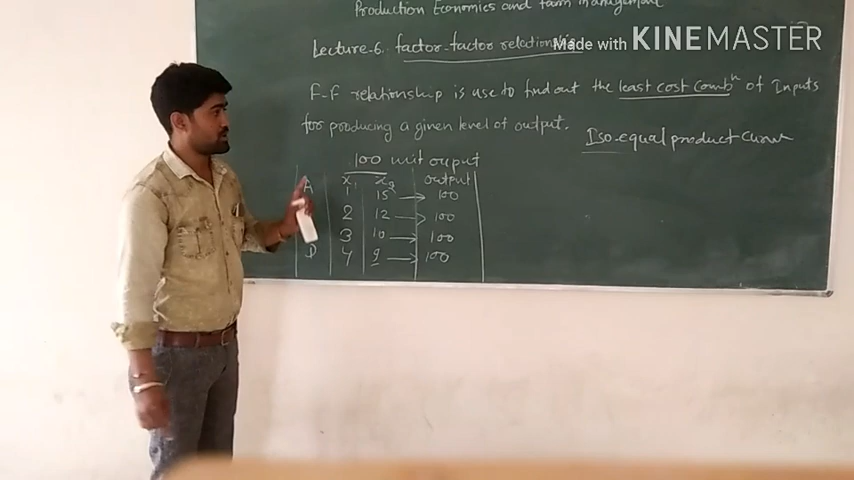 Production Economics and farm management
Lecture-6. factor-factor relationship
Made with KINEMASTER
F-F relationship is use to find out the least cost combⁿ of Inputs
for producing a given level of output.
Iso-equal product curve
100 unit ouput
x₁ x₂ output
A 1 15 → 100
2 12 → 100
3 10 → 100
D 4 9 → 100